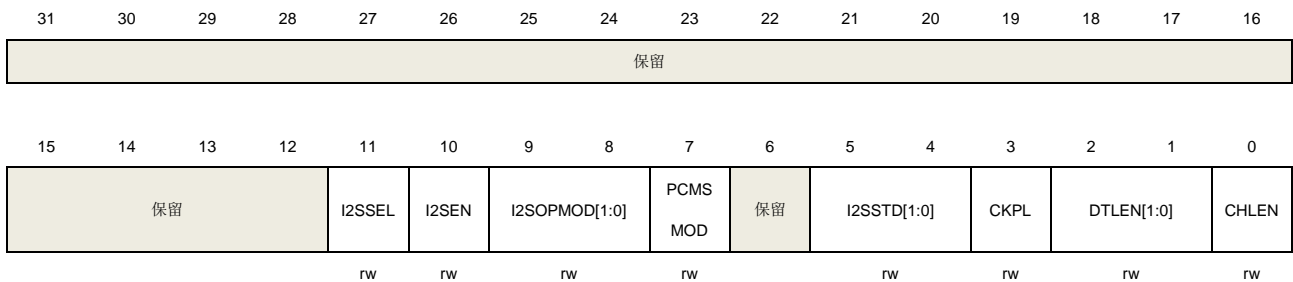 31 30 29 28 27 26 25 24 23 22 21 20 19 18 17 16
保留
15 14 13 12 11 10 9 8 7 6 5 4 3 2 1 0
保留 I2SSEL I2SEN I2SOPMOD[1:0] PCMS MOD 保留 I2SSTD[1:0] CKPL DTLEN[1:0] CHLEN
rw rw rw rw rw rw rw rw